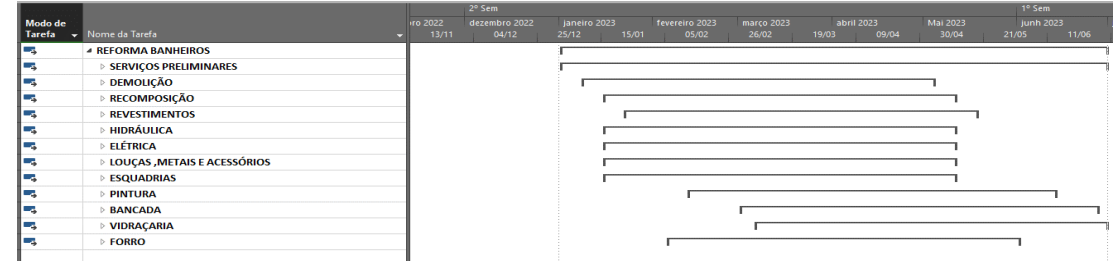 2º Sem 1º Sem
Modo de Tarefa Nome da Tarefa
ro 2022 dezembro 2022 janeiro 2023 fevereiro 2023 março 2023 abril 2023 Mai 2023 junh 2023
13/11 04/12 25/12 15/01 05/02 26/02 19/03 09/04 30/04 21/05 11/06
REFORMA BANHEIROS
SERVIÇOS PRELIMINARES
DEMOLIÇÃO
RECOMPOSIÇÃO
REVESTIMENTOS
HIDRÁULICA
ELÉTRICA
LOUÇAS ,METAIS E ACESSÓRIOS
ESQUADRIAS
PINTURA
BANCADA
VIDRAÇARIA
FORRO